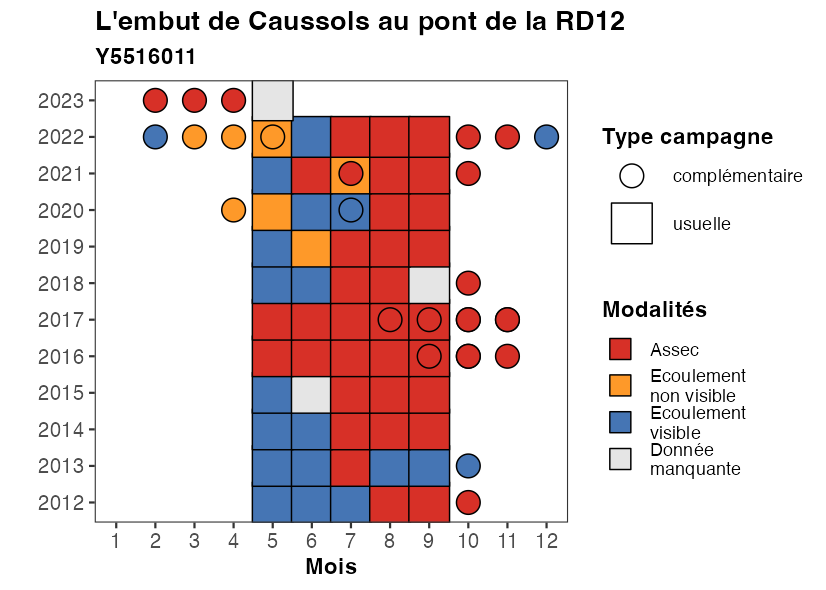 L'embut de Caussols au pont de la RD12
Y5516011
2023
2022
2021
2020
2019
2018
2017
2016
2015
2014
2013
2012
1 2 3 4 5 6 7 8 9 10 11 12
Mois
Type campagne
complémentaire
usuelle
Modalités
Assec
Ecoulement
non visible
Ecoulement
visible
Donnée
manquante